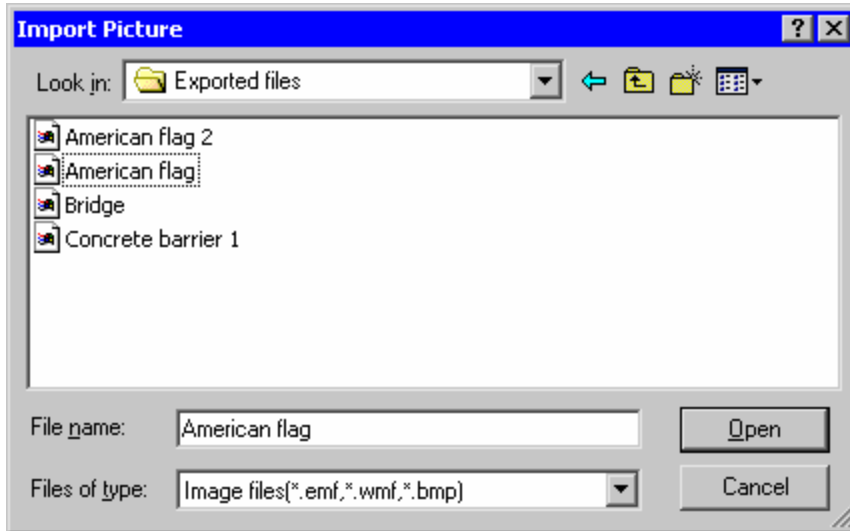 Import Picture
Look in: Exported files
American flag 2
American flag
Bridge
Concrete barrier 1
File name: American flag Open
Files of type: Image files(*.emf,*.wmf,*.bmp) Cancel